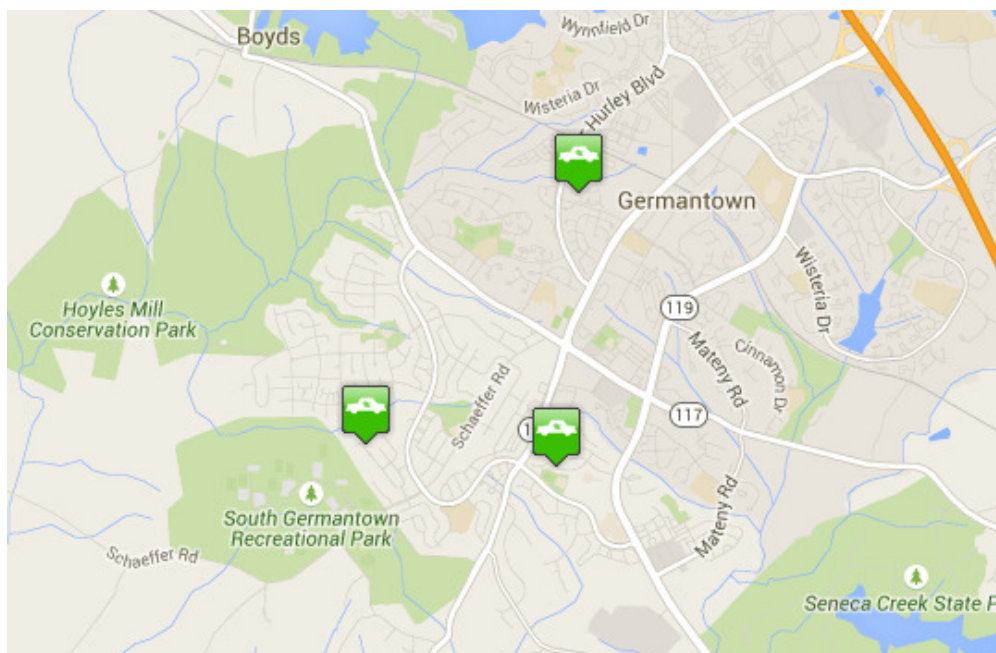 Boyds
Wynnfield Dr
Wisteria Dr
Hurley Blvd
Germantown
Hoyles Mill
Conservation Park
Wisteria Dr
119
Mateny Rd
Cinnamon Dr
Schaeffer Rd
117
South Germantown
Recreational Park
Mateny Rd
Schaeffer Rd
Seneca Creek State